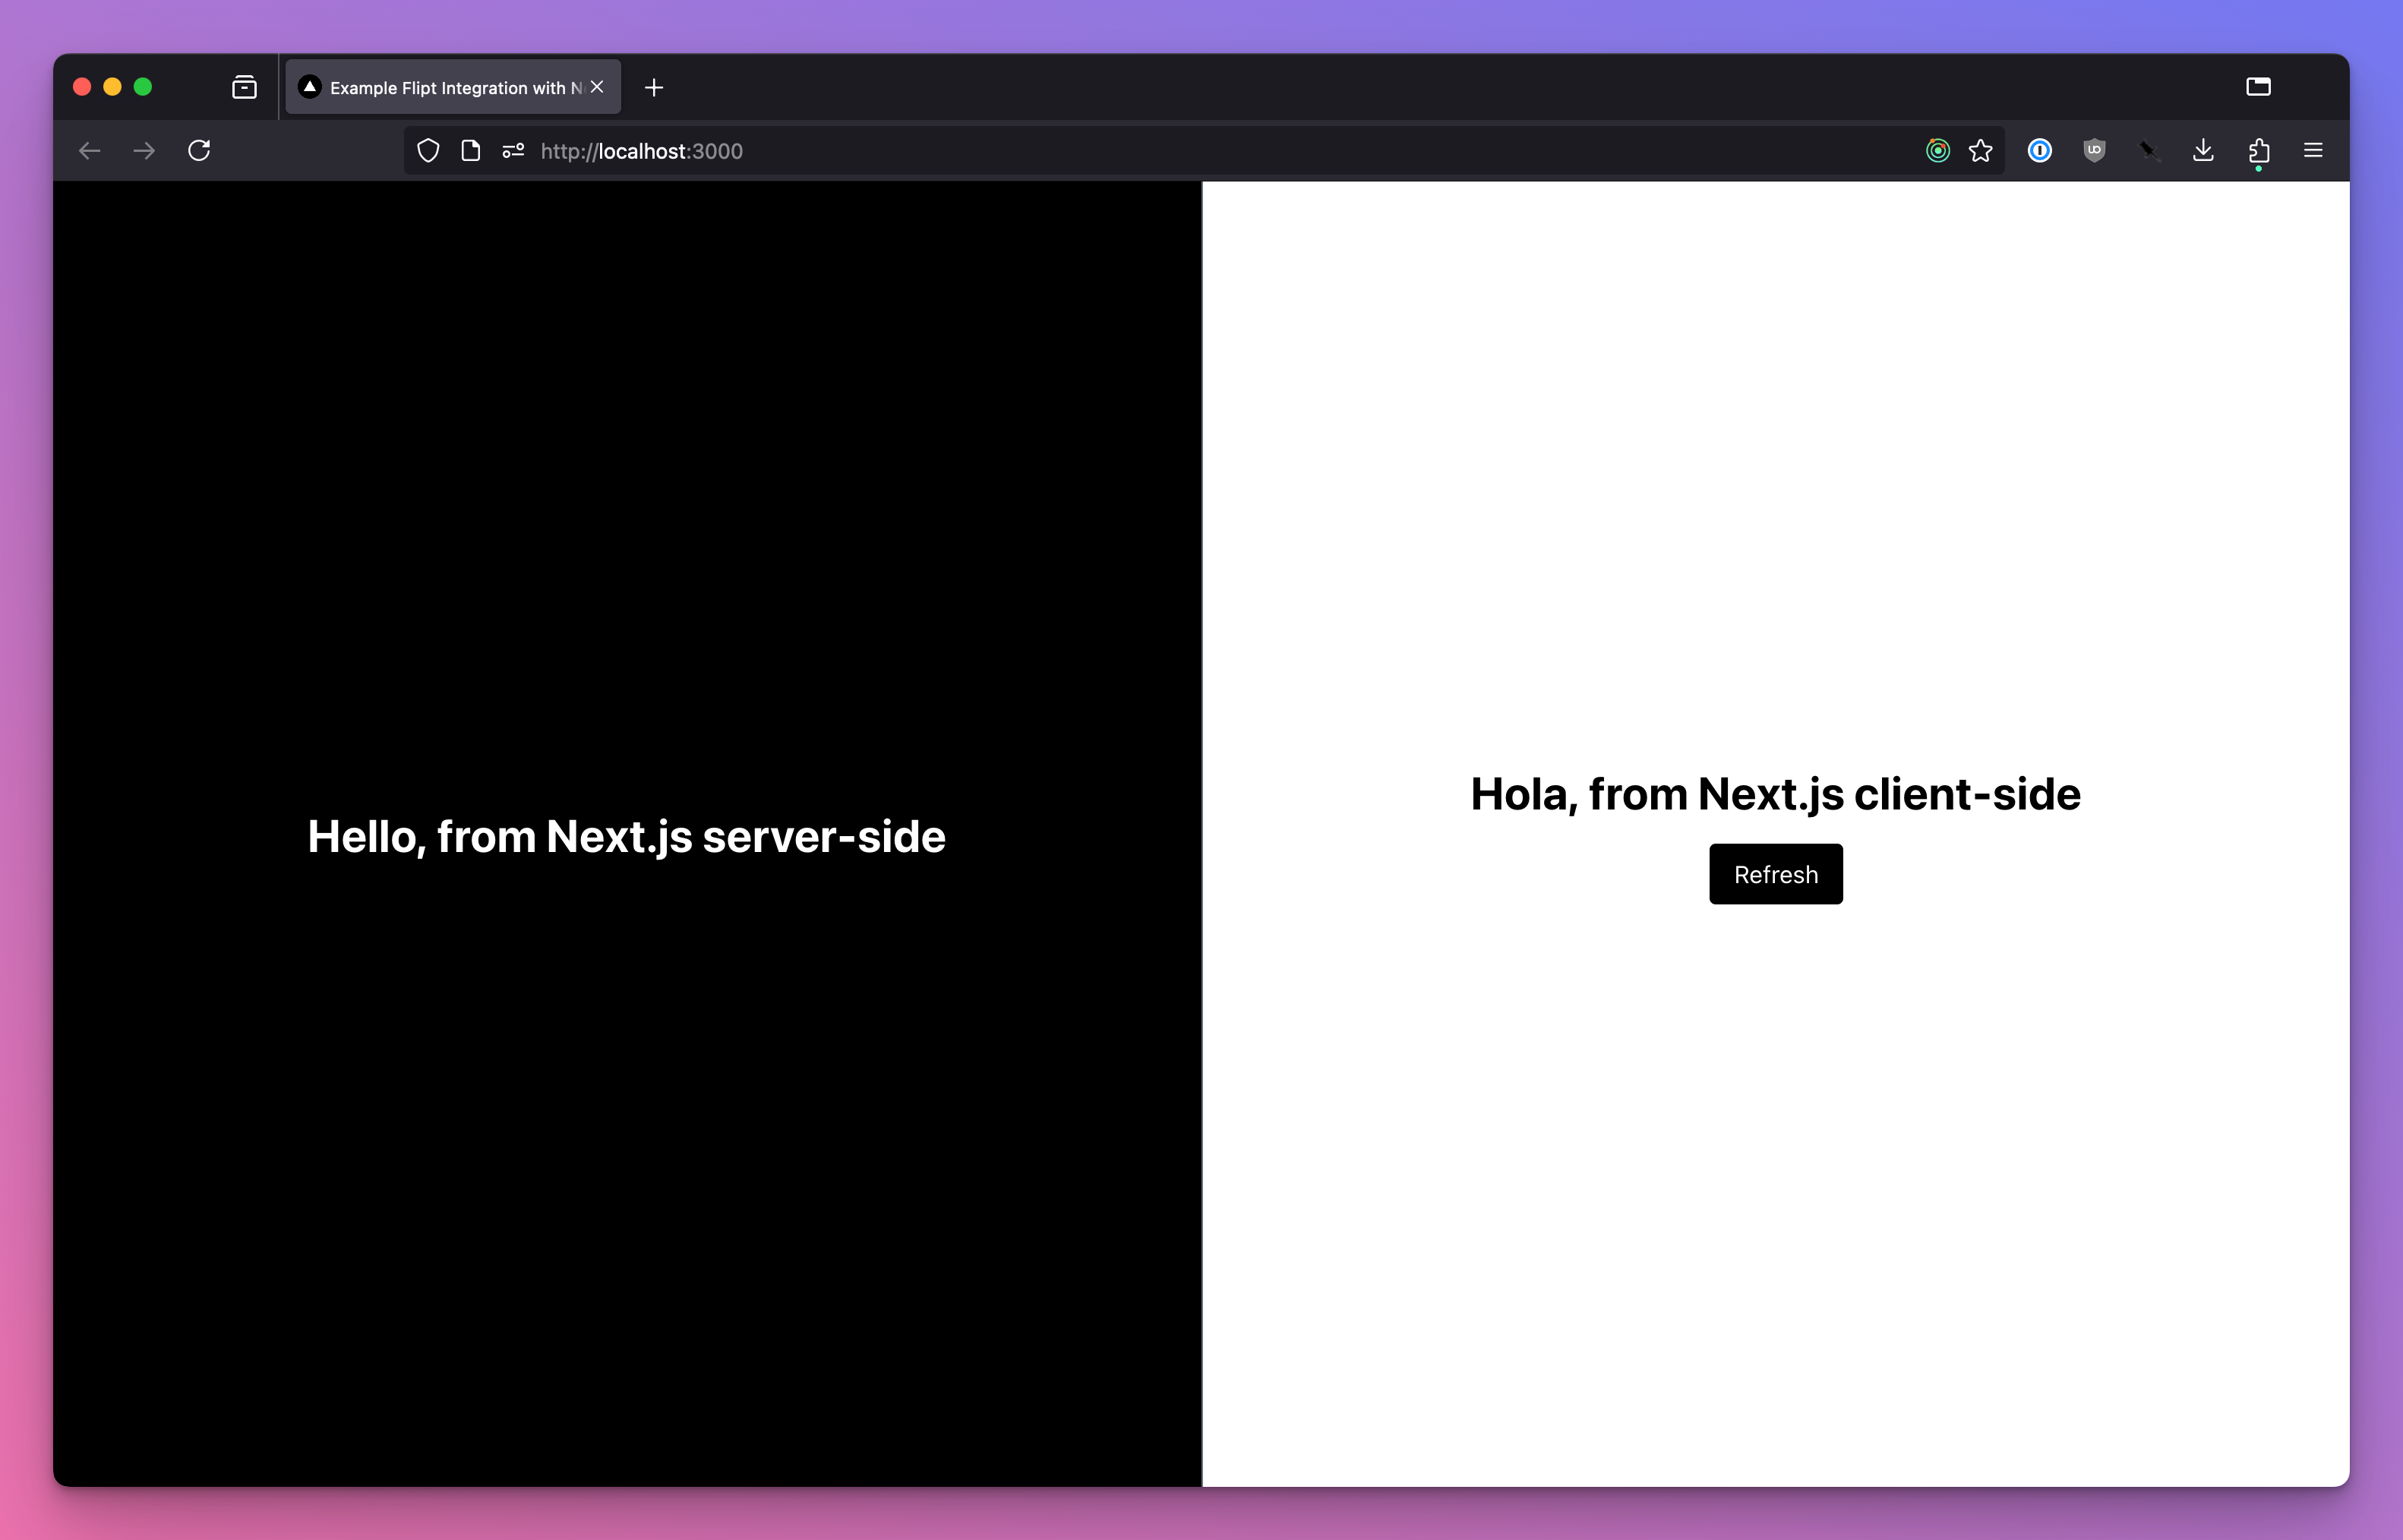 Example Flipt Integration with N
http://localhost:3000
Hello, from Next.js server-side
Hola, from Next.js client-side
Refresh